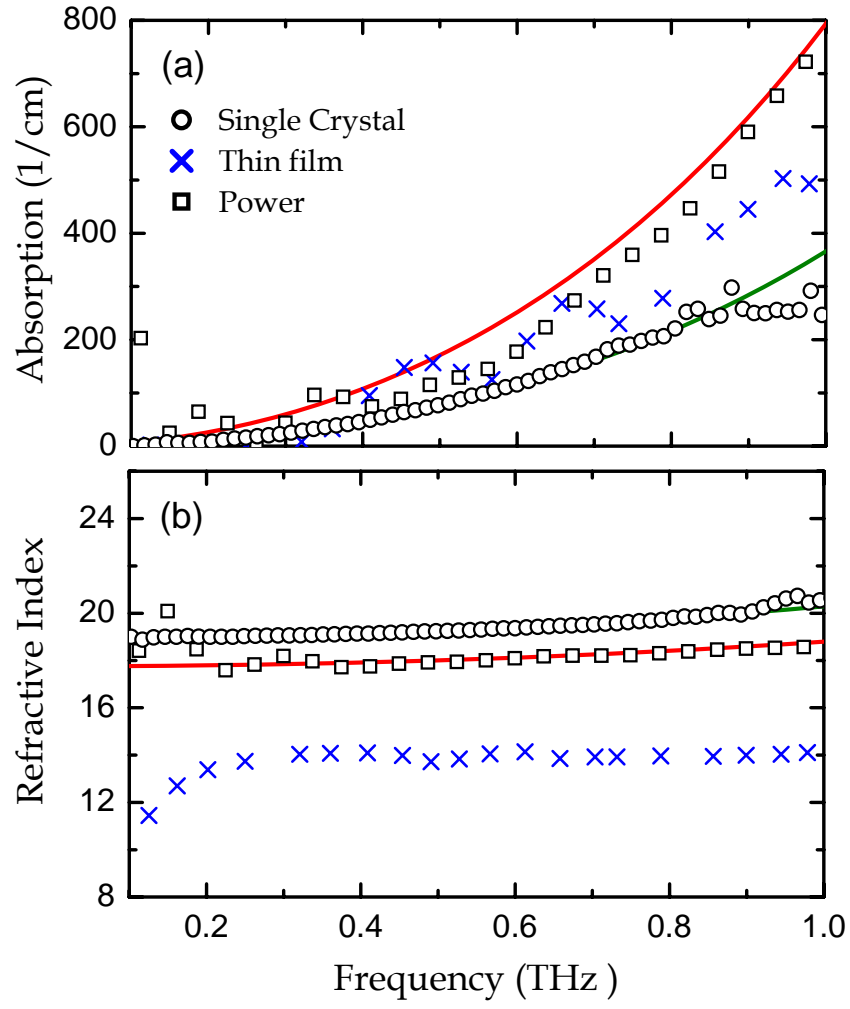 800
600
400
200
0
Absorption (1/cm)
(a)
Single Crystal
Thin film
Power
24
20
16
12
8
Refractive Index
(b)
0.2 0.4 0.6 0.8 1.0
Frequency (THz )